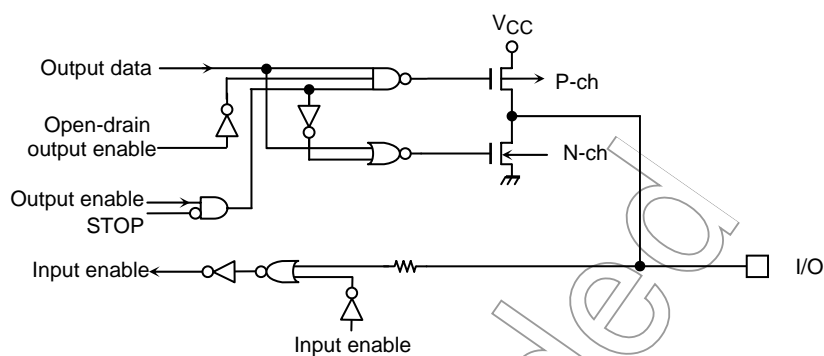 VCC
Output data
P-ch
Open-drain
output enable
N-ch
Output enable
STOP
Input enable
I/O
Input enable